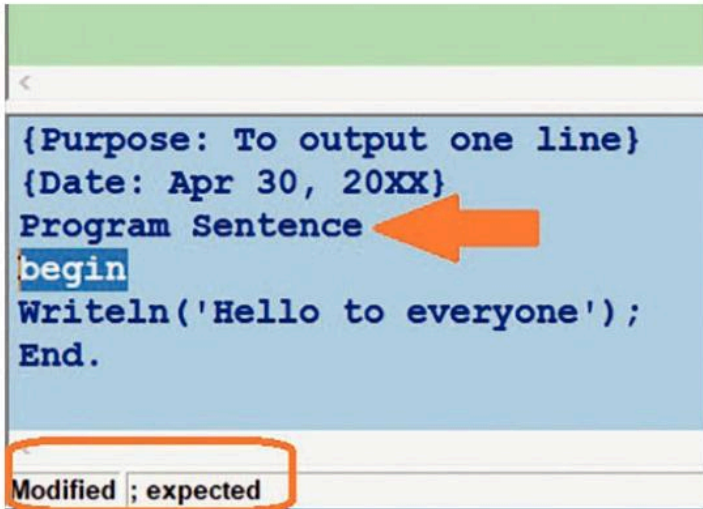 {Purpose: To output one line}
{Date: Apr 30, 20XX}
Program Sentence
begin
Writeln('Hello to everyone');
End.
Modified ; expected